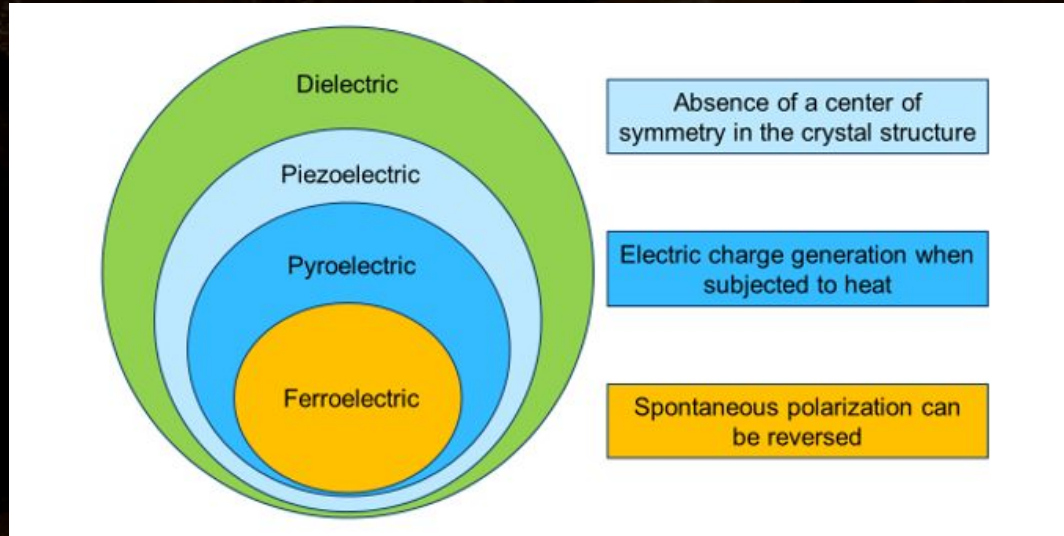 Dielectric
Piezoelectric
Pyroelectric
Ferroelectric
Absence of a center of
symmetry in the crystal structure
Electric charge generation when
subjected to heat
Spontaneous polarization can
be reversed